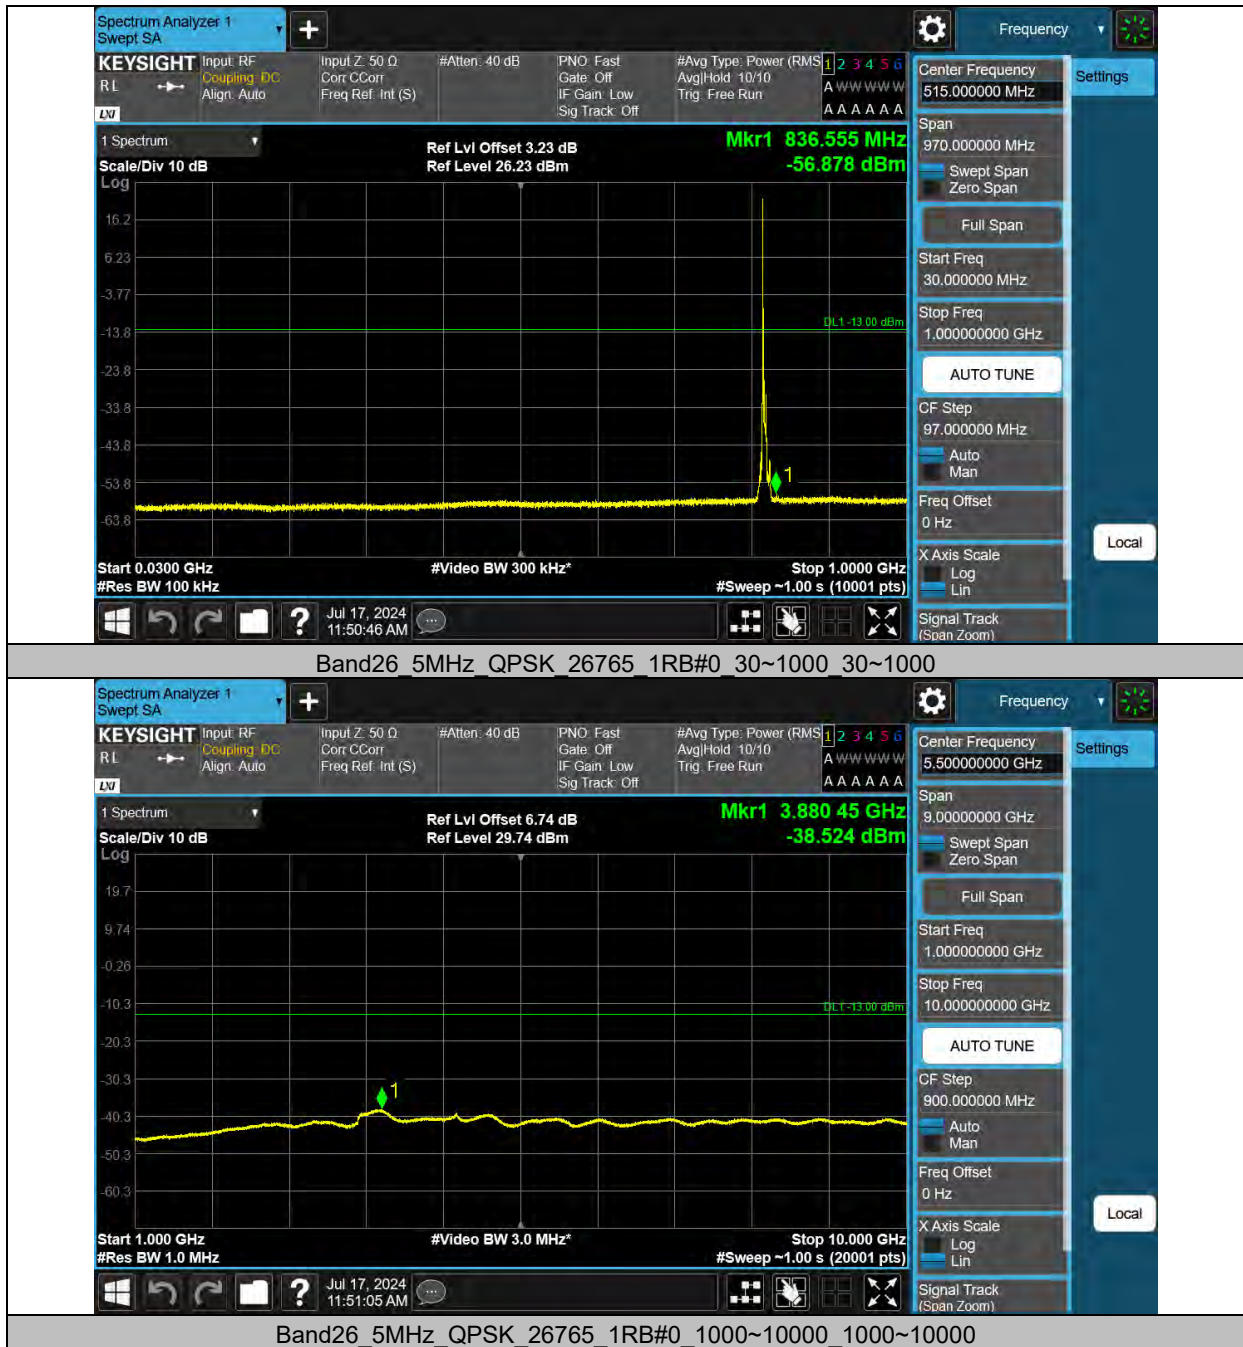 Spectrum Analyzer 1
Swept SA
Frequency
KEYSIGHT
R L
LXI
Input: RF
Coupling: DC
Align: Auto
Input Z: 50 Ω
Corr CCorr
Freq Ref: Int (S)
#Atten: 40 dB
PNO: Fast
Gate: Off
IF Gain: Low
Sig Track: Off
#Avg Type: Power (RMS
Avg|Hold: 10/10
Trig: Free Run
1 2 3 4 5 6
A W W W W W
A A A A A A
Center Frequency
515.000000 MHz
Settings
1 Spectrum
Scale/Div 10 dB
Log
Ref Lvl Offset 3.23 dB
Ref Level 26.23 dBm
Mkr1 836.555 MHz
-56.878 dBm
Span
970.000000 MHz
Swept Span
Zero Span
Full Span
Start Freq
30.000000 MHz
Stop Freq
1.000000000 GHz
AUTO TUNE
CF Step
97.000000 MHz
Auto
Man
Freq Offset
0 Hz
X Axis Scale
Log
Lin
Signal Track
(Span Zoom)
Local
16.2
6.23
-3.77
-13.8
-23.8
-33.8
-43.8
-53.8
-63.8
DL1 -13.00 dBm
1
Start 0.0300 GHz
#Res BW 100 kHz
#Video BW 300 kHz*
Stop 1.0000 GHz
#Sweep ~1.00 s (10001 pts)
?
Jul 17, 2024
11:50:46 AM
Band26_5MHz_QPSK_26765_1RB#0_30~1000_30~1000
Spectrum Analyzer 1
Swept SA
Frequency
KEYSIGHT
R L
LXI
Input: RF
Coupling: DC
Align: Auto
Input Z: 50 Ω
Corr CCorr
Freq Ref: Int (S)
#Atten: 40 dB
PNO: Fast
Gate: Off
IF Gain: Low
Sig Track: Off
#Avg Type: Power (RMS
Avg|Hold: 10/10
Trig: Free Run
1 2 3 4 5 6
A W W W W W
A A A A A A
Center Frequency
5.500000000 GHz
Settings
1 Spectrum
Scale/Div 10 dB
Log
Ref Lvl Offset 6.74 dB
Ref Level 29.74 dBm
Mkr1 3.880 45 GHz
-38.524 dBm
Span
9.00000000 GHz
Swept Span
Zero Span
Full Span
Start Freq
1.000000000 GHz
Stop Freq
10.000000000 GHz
AUTO TUNE
CF Step
900.000000 MHz
Auto
Man
Freq Offset
0 Hz
X Axis Scale
Log
Lin
Signal Track
(Span Zoom)
Local
19.7
9.74
-0.26
-10.3
-20.3
-30.3
-40.3
-50.3
-60.3
DL1 -13.00 dBm
1
Start 1.000 GHz
#Res BW 1.0 MHz
#Video BW 3.0 MHz*
Stop 10.000 GHz
#Sweep ~1.00 s (20001 pts)
?
Jul 17, 2024
11:51:05 AM
Band26_5MHz_QPSK_26765_1RB#0_1000~10000_1000~10000